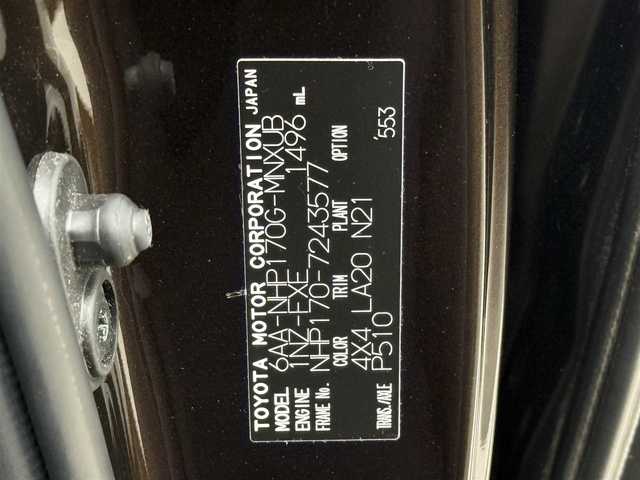 TOYOTA MOTOR CORPORATION JAPAN
MODEL 6AA-NHP170G-MNXUB
ENGINE 1NZ-EXE 1496 mL
FRAME No. NHP170-7243577
COLOR TRIM PLANT OPTION
4X4 LA20 N21 '553
TRANS./AXLE P510